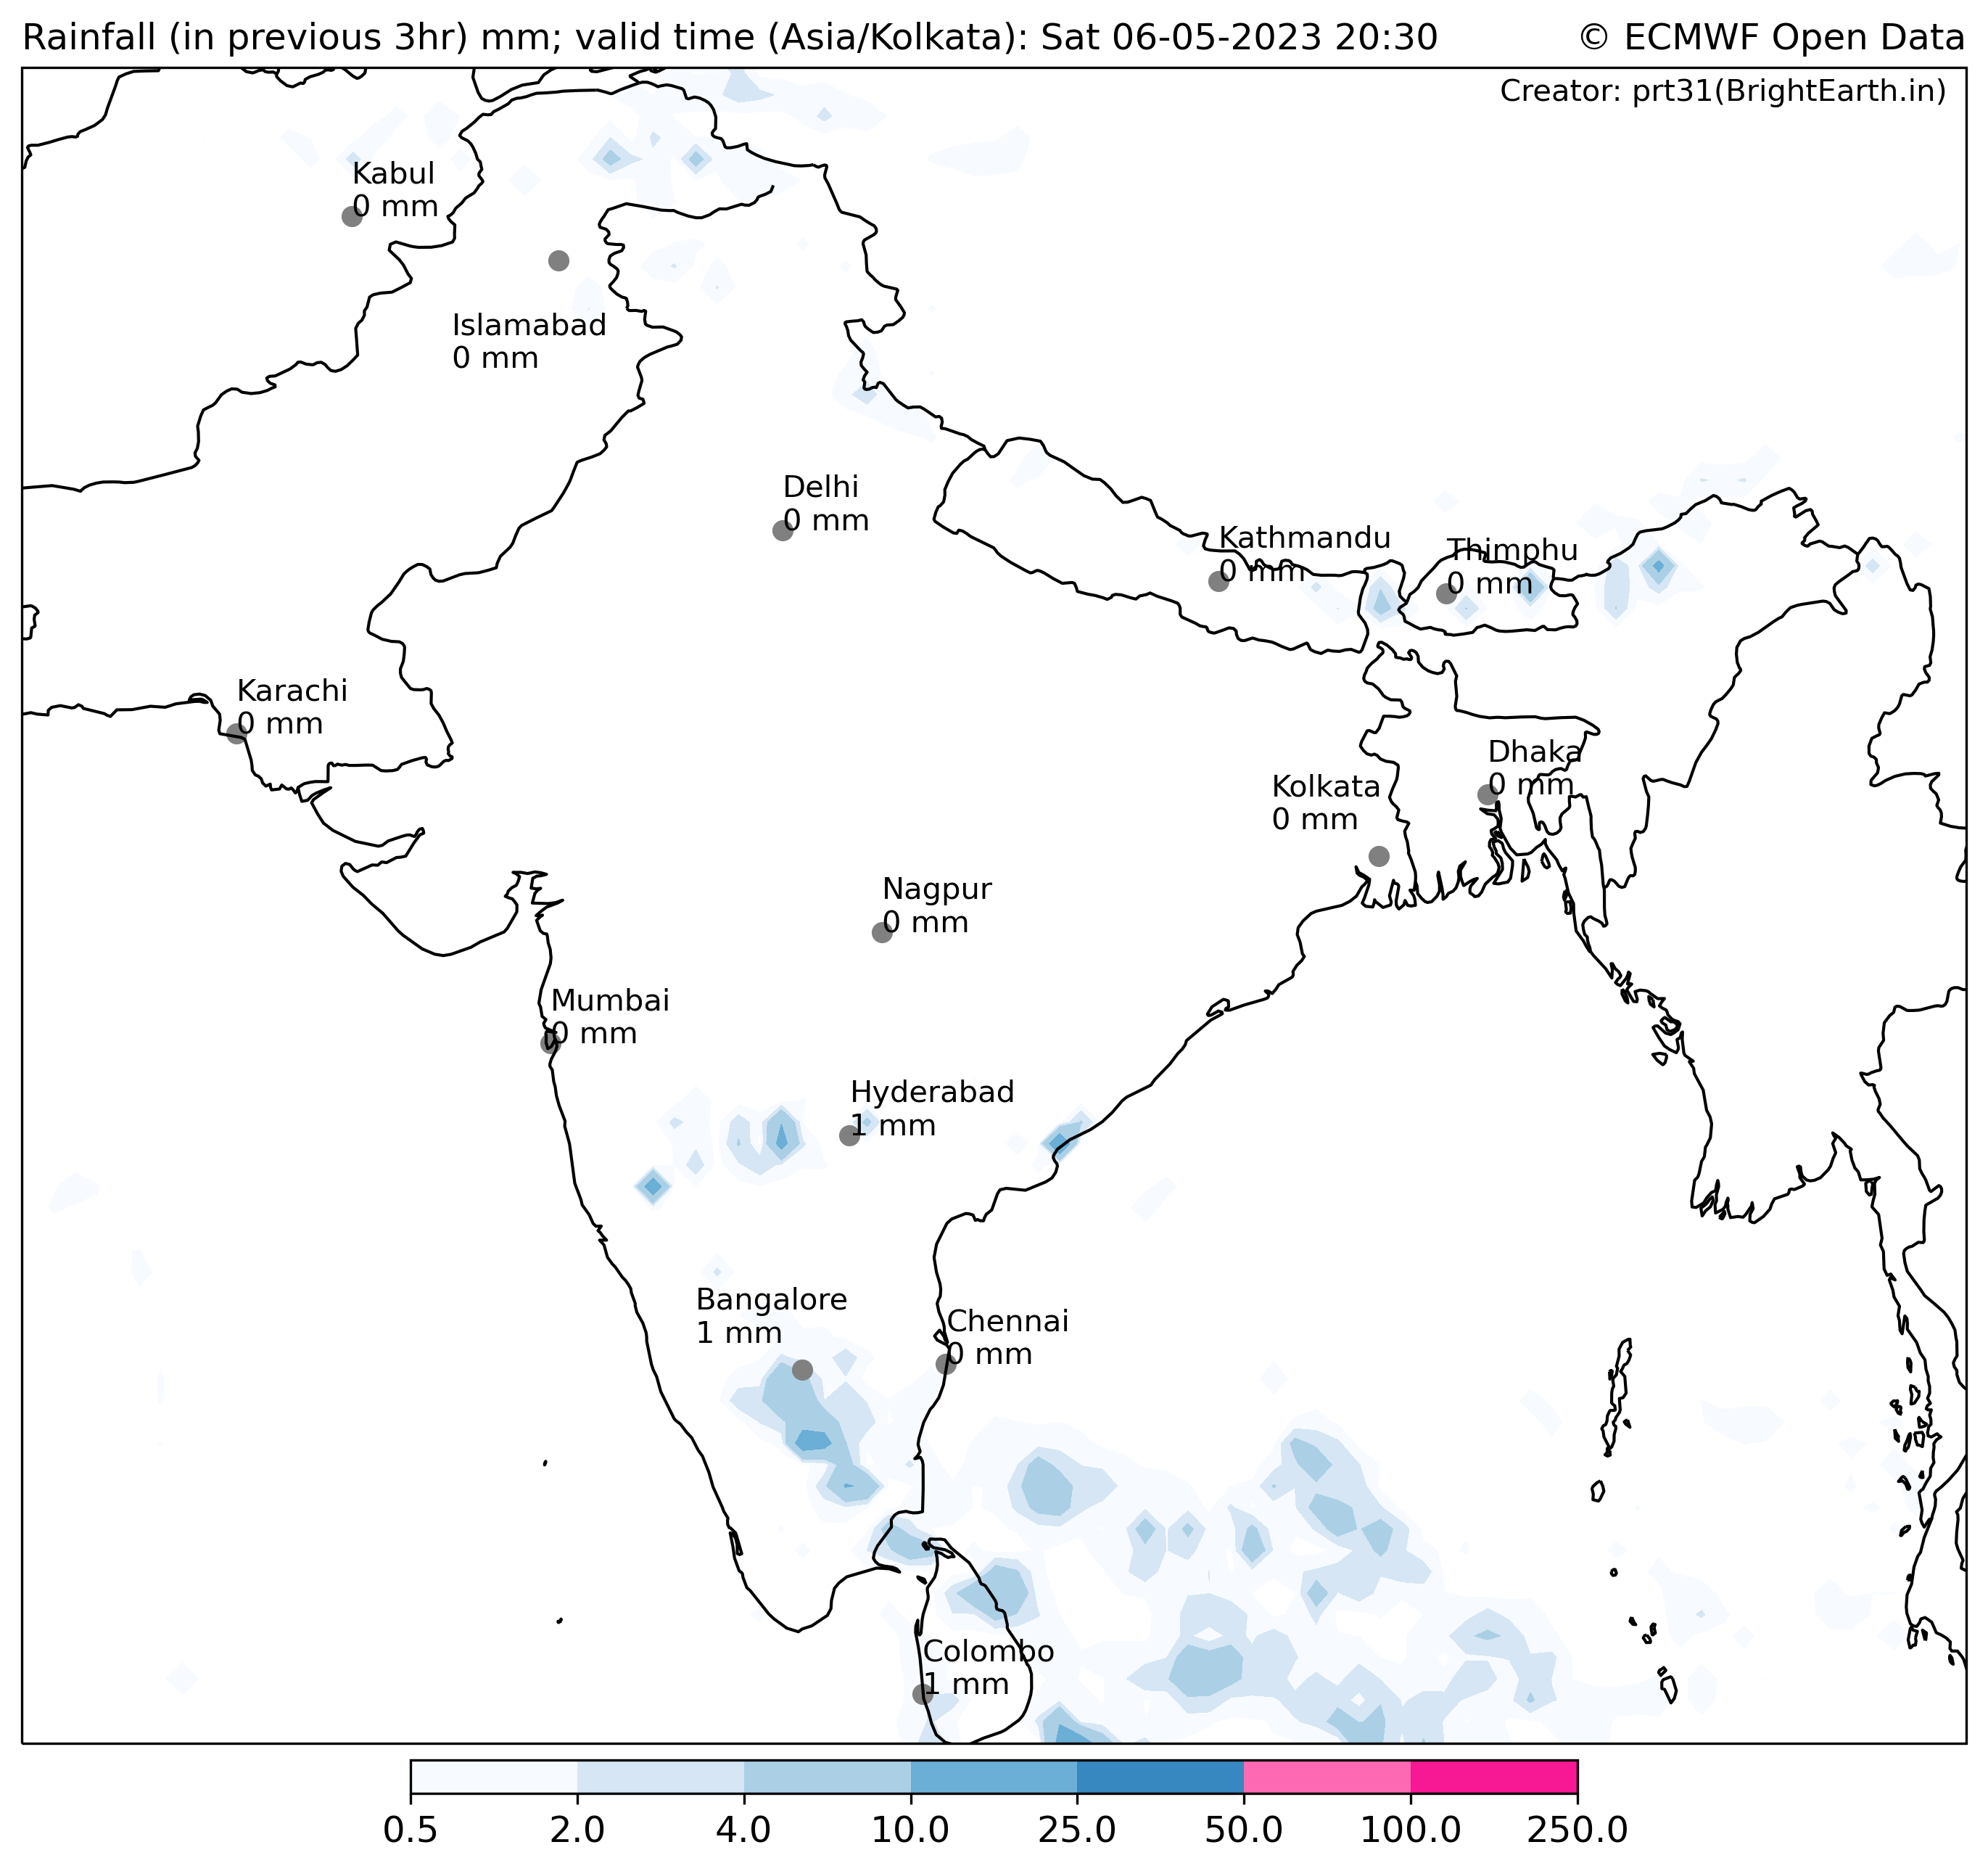 Rainfall (in previous 3hr) mm; valid time (Asia/Kolkata): Sat 06-05-2023 20:30
© ECMWF Open Data
Creator: prt31(BrightEarth.in)
Kabul
0 mm
Islamabad
0 mm
Delhi
0 mm
Kathmandu
0 mm
Thimphu
0 mm
Karachi
0 mm
Dhaka
0 mm
Kolkata
0 mm
Nagpur
0 mm
Mumbai
0 mm
Hyderabad
1 mm
Bangalore
1 mm
Chennai
0 mm
Colombo
1 mm
0.5 2.0 4.0 10.0 25.0 50.0 100.0 250.0